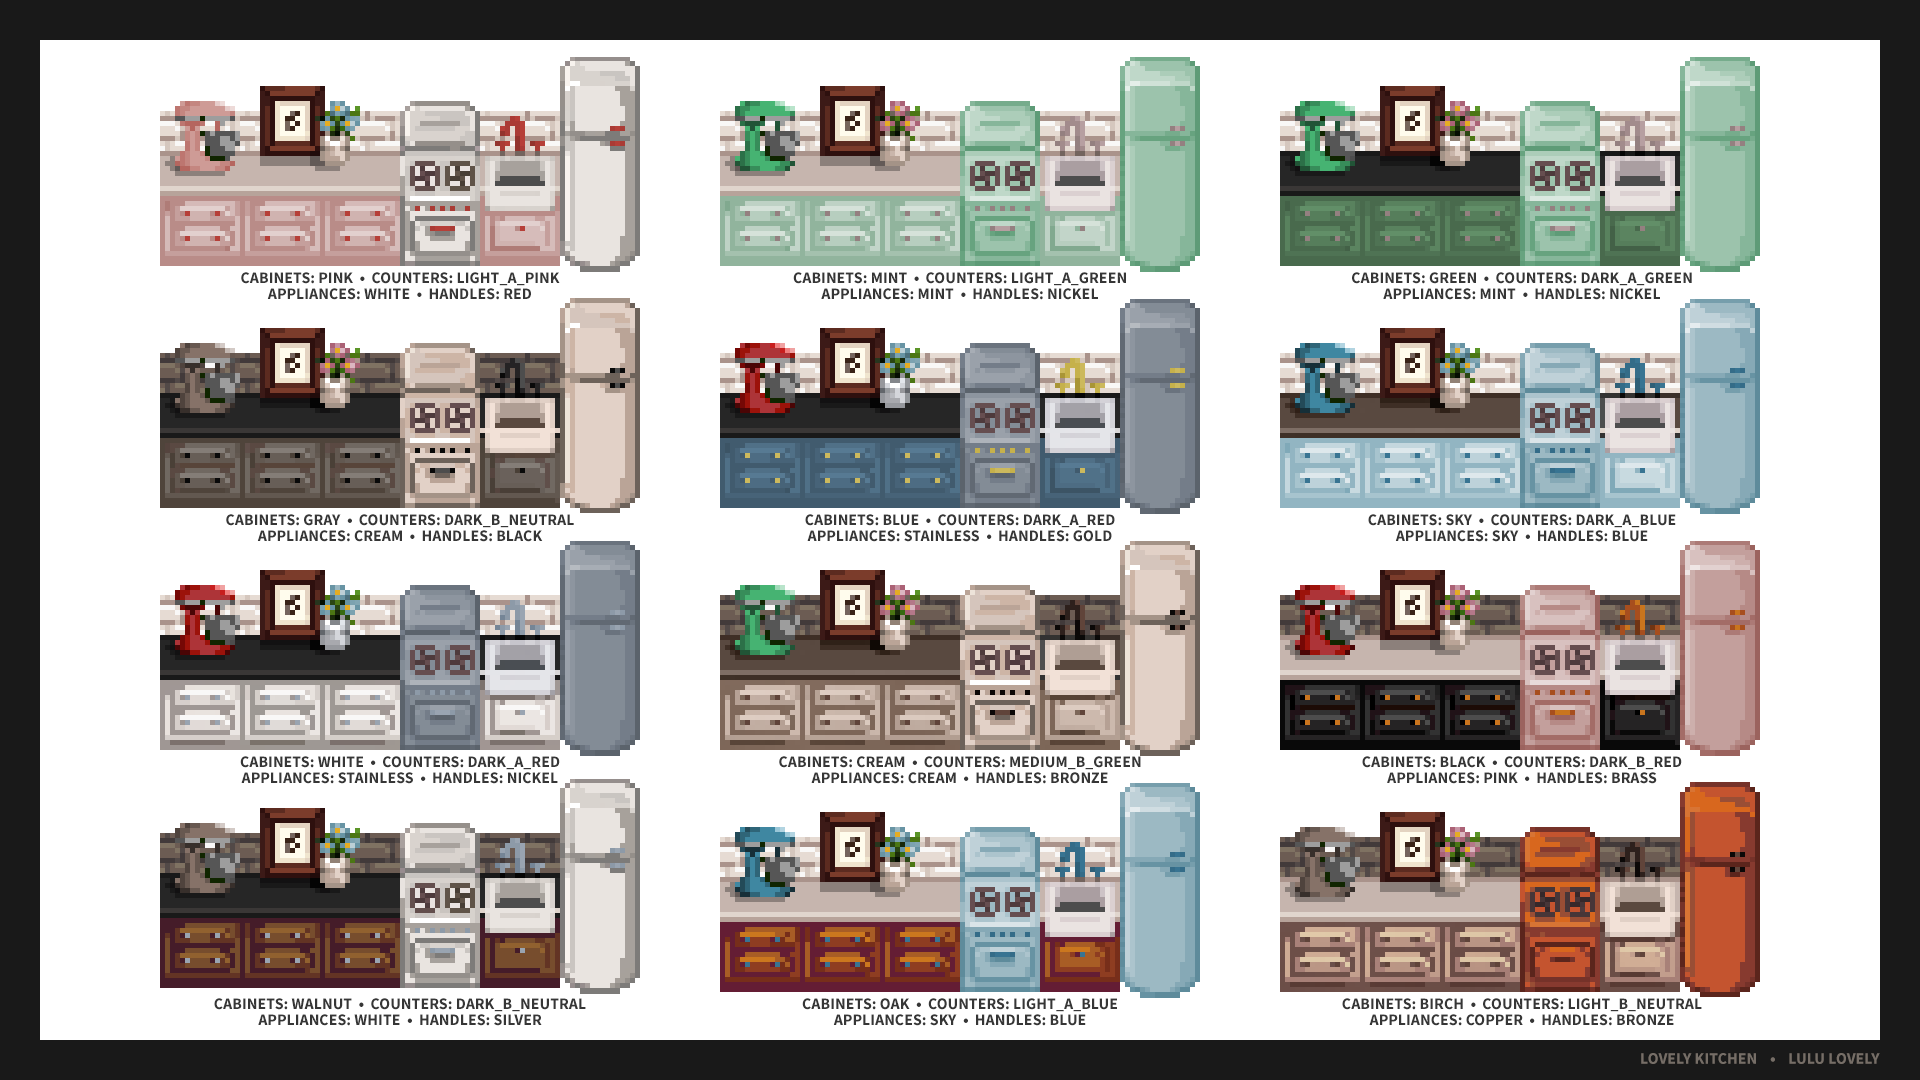 CABINETS: PINK • COUNTERS: LIGHT_A_PINK
APPLIANCES: WHITE • HANDLES: RED
CABINETS: MINT • COUNTERS: LIGHT_A_GREEN
APPLIANCES: MINT • HANDLES: NICKEL
CABINETS: GREEN • COUNTERS: DARK_A_GREEN
APPLIANCES: MINT • HANDLES: NICKEL
CABINETS: GRAY • COUNTERS: DARK_B_NEUTRAL
APPLIANCES: CREAM • HANDLES: BLACK
CABINETS: BLUE • COUNTERS: DARK_A_RED
APPLIANCES: STAINLESS • HANDLES: GOLD
CABINETS: SKY • COUNTERS: DARK_A_BLUE
APPLIANCES: SKY • HANDLES: BLUE
CABINETS: WHITE • COUNTERS: DARK_A_RED
APPLIANCES: STAINLESS • HANDLES: NICKEL
CABINETS: CREAM • COUNTERS: MEDIUM_B_GREEN
APPLIANCES: CREAM • HANDLES: BRONZE
CABINETS: BLACK • COUNTERS: DARK_B_RED
APPLIANCES: PINK • HANDLES: BRASS
CABINETS: WALNUT • COUNTERS: DARK_B_NEUTRAL
APPLIANCES: WHITE • HANDLES: SILVER
CABINETS: OAK • COUNTERS: LIGHT_A_BLUE
APPLIANCES: SKY • HANDLES: BLUE
CABINETS: BIRCH • COUNTERS: LIGHT_B_NEUTRAL
APPLIANCES: COPPER • HANDLES: BRONZE
LOVELY KITCHEN • LULU LOVELY